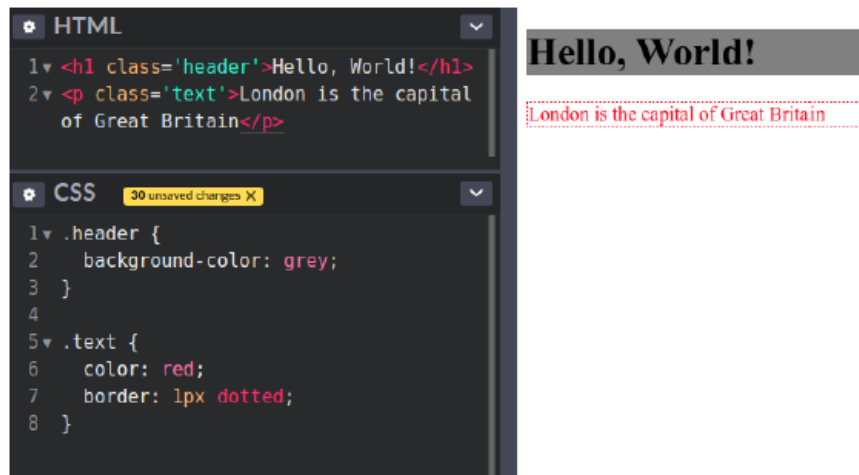 HTML
1 <h1 class='header'>Hello, World!</h1>
2 <p class='text'>London is the capital
of Great Britain</p>
CSS 30 unsaved changes X
1 .header {
2 background-color: grey;
3 }
4
5 .text {
6 color: red;
7 border: 1px dotted;
8 }
Hello, World!
London is the capital of Great Britain